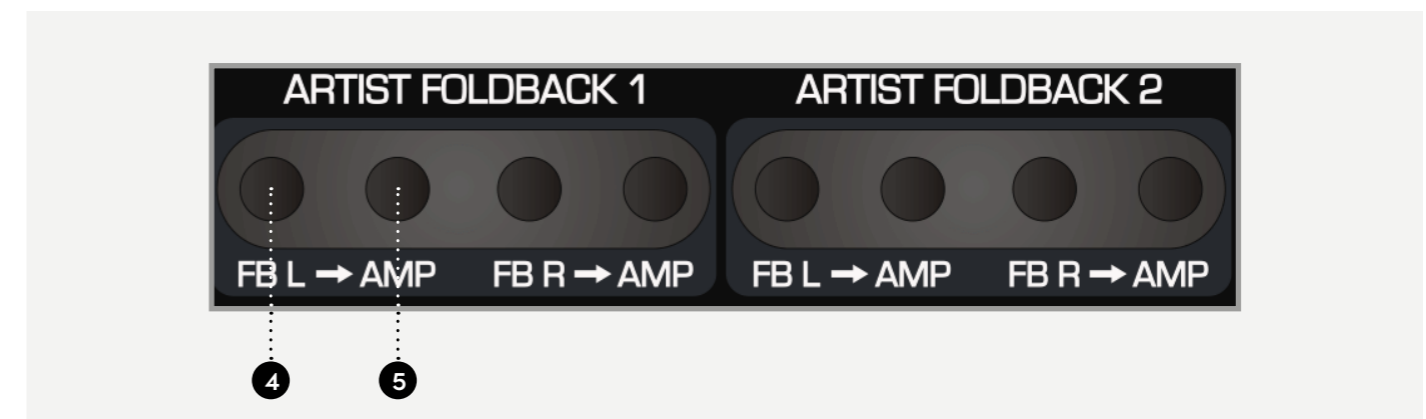 ARTIST FOLDBACK 1 ARTIST FOLDBACK 2
FB L → AMP FB R → AMP FB L → AMP FB R → AMP
4 5